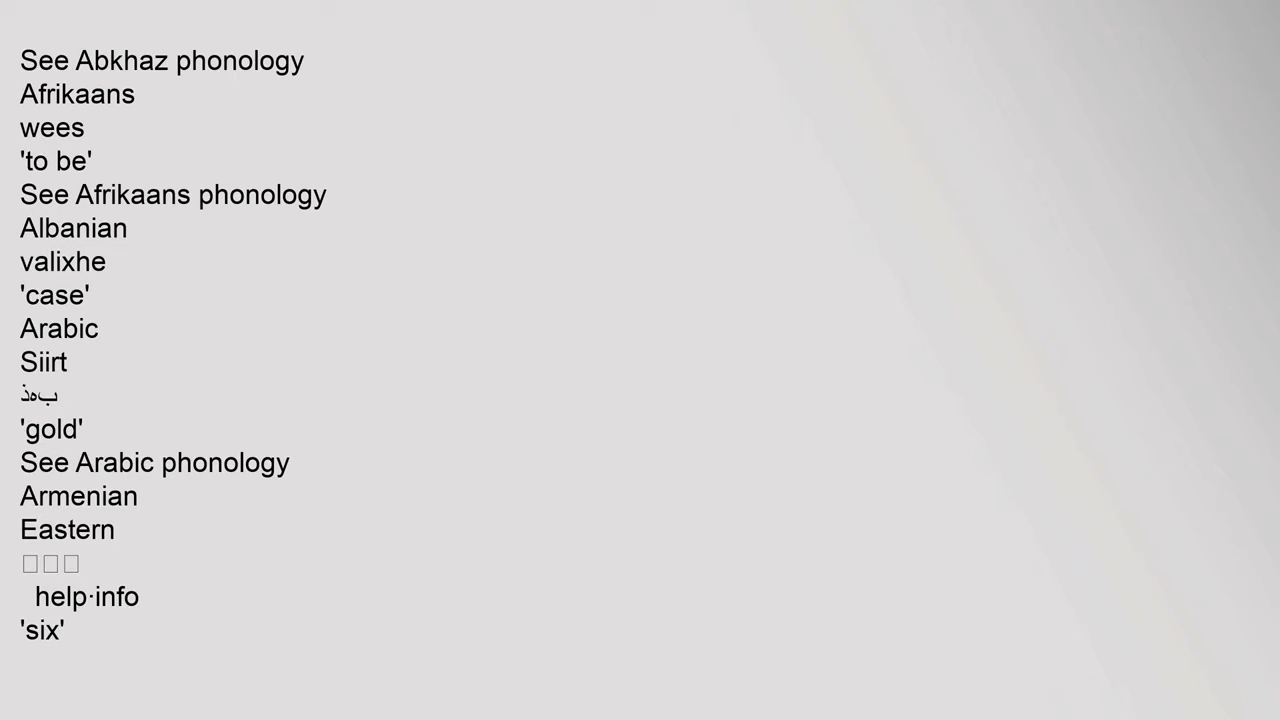 See Abkhaz phonology
Afrikaans
wees
'to be'
See Afrikaans phonology
Albanian
valixhe
'case'
Arabic
Siirt
بهذ
'gold'
See Arabic phonology
Armenian
Eastern
help·info
'six'